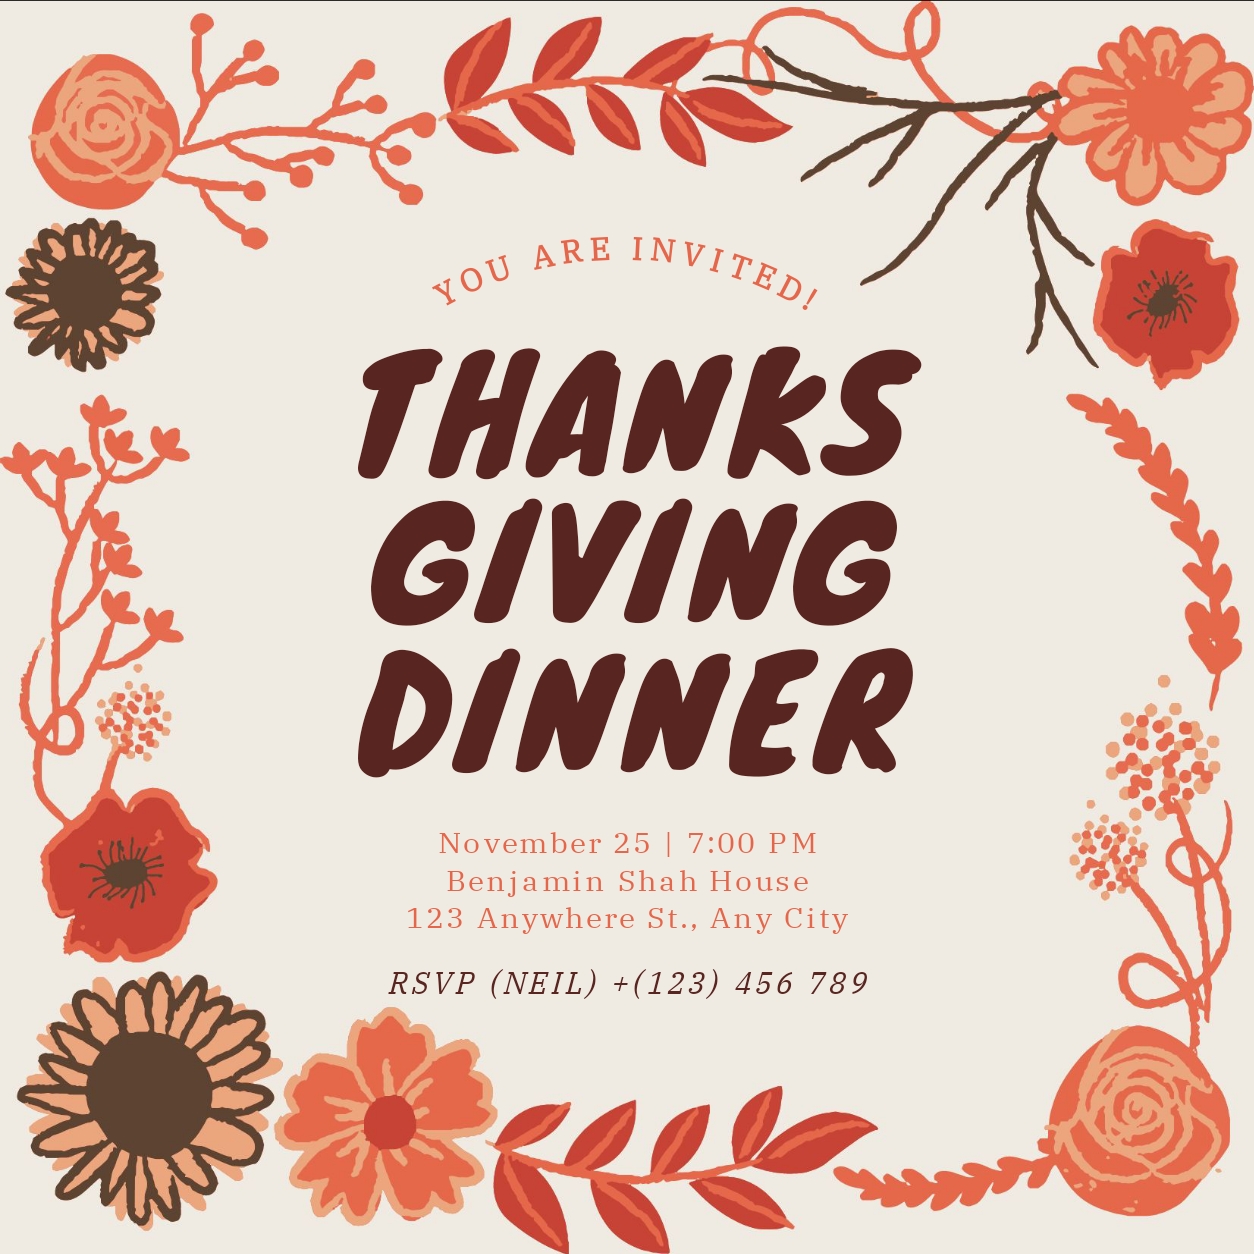 YOU ARE INVITED!
THANKS
GIVING
DINNER
November 25 | 7:00 PM
Benjamin Shah House
123 Anywhere St., Any City
RSVP (NEIL) +(123) 456 789